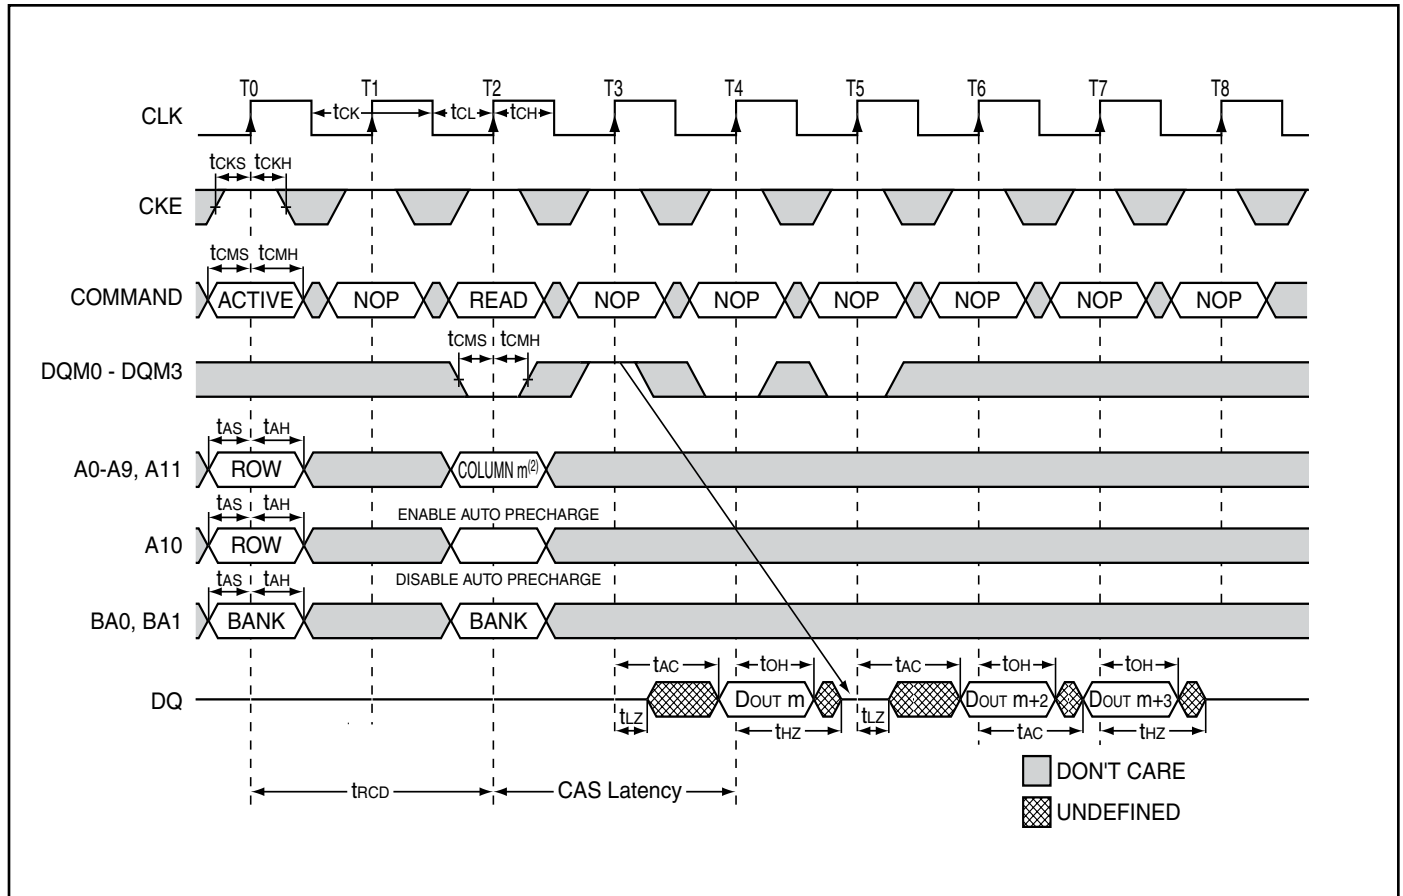 T0 T1 T2 T3 T4 T5 T6 T7 T8
CLK tCK tCL tCH
tCKS tCKH
CKE
tCMS tCMH
COMMAND ACTIVE NOP READ NOP NOP NOP NOP NOP NOP
tCMS tCMH
DQM0 - DQM3
tAS tAH
A0-A9, A11 ROW COLUMN m(2)
tAS tAH ENABLE AUTO PRECHARGE
A10 ROW
tAS tAH DISABLE AUTO PRECHARGE
BA0, BA1 BANK BANK
tAC tOH tAC tOH tOH
DQ DOUT m DOUT m+2 DOUT m+3
tLZ tHZ tLZ tAC tHZ
DON'T CARE
tRCD CAS Latency
UNDEFINED